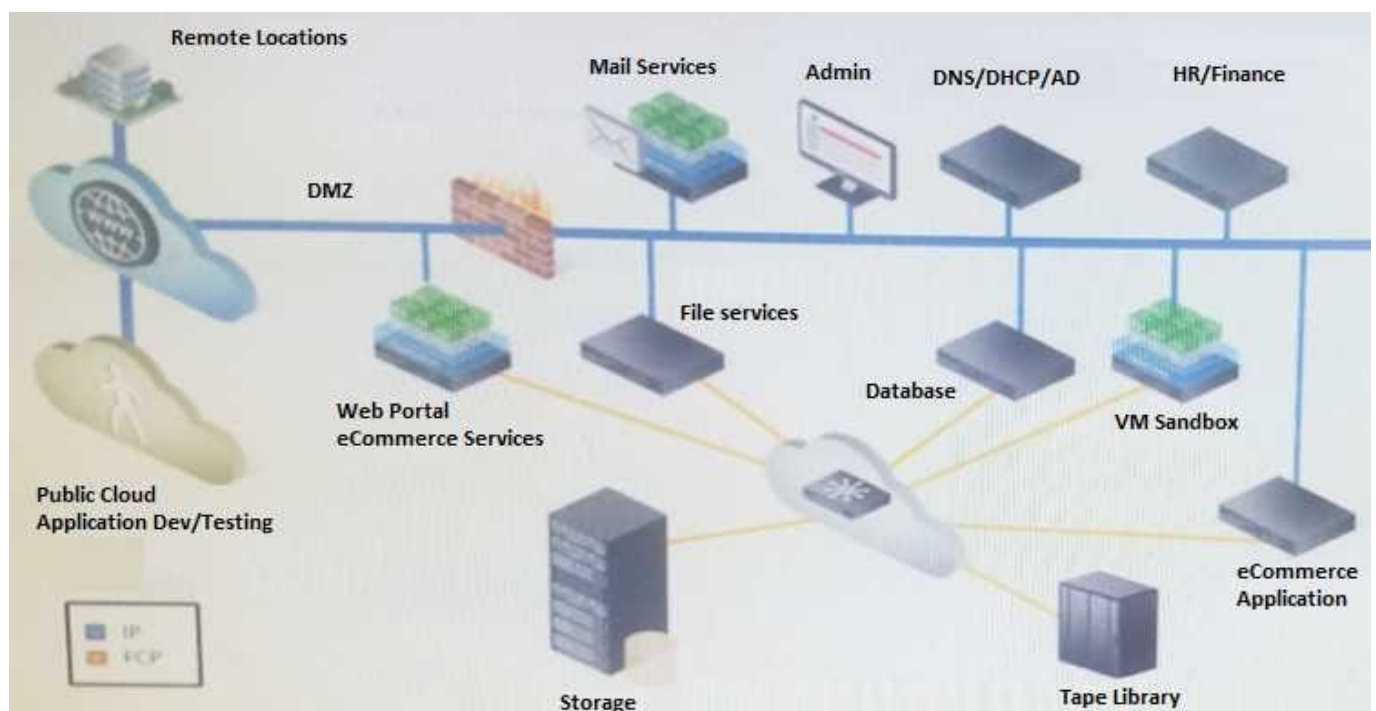 Remote Locations
Mail Services
Admin
DNS/DHCP/AD
HR/Finance
DMZ
WWW
File services
Database
Web Portal
eCommerce Services
VM Sandbox
Public Cloud
Application Dev/Testing
eCommerce
Application
IP
FCP
Storage
Tape Library